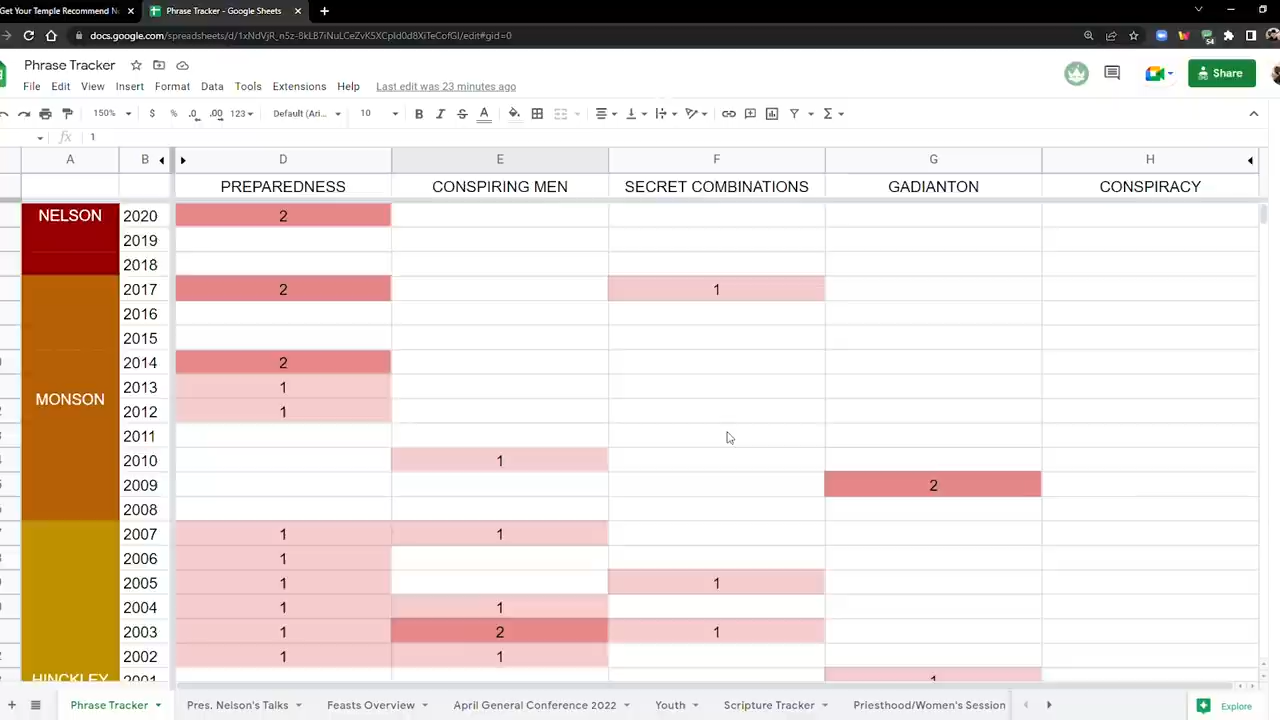 Get Your Temple Recommend N
Phrase Tracker - Google Sheets
docs.google.com/spreadsheets/d/1xNdVjR_n5z-8kLB7iNuLCeZvK5XCpId0d8XiTeCofGI/edit#gid=0
54
Phrase Tracker
File Edit View Insert Format Data Tools Extensions Help Last edit was 23 minutes ago
Share
150% $ % .0 .00 123 Default (Ari... 10 B I S A
fx 1
A B D E F G H
PREPAREDNESS CONSPIRING MEN SECRET COMBINATIONS GADIANTON CONSPIRACY
NELSON 2020 2
2019
2018
2017 2 1
2016
2015
2014 2
2013 1
MONSON
2012 1
2011
2010 1
2009 2
2008
2007 1 1
2006 1
2005 1 1
2004 1 1
2003 1 2 1
2002 1 1
HINCKLEY 2001 1
Phrase Tracker Pres. Nelson's Talks Feasts Overview April General Conference 2022 Youth Scripture Tracker Priesthood/Women's Session
Explore